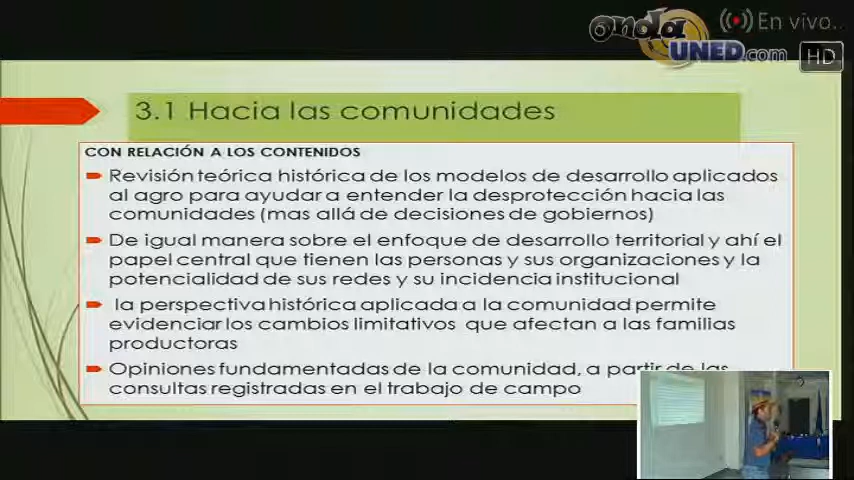 onda
UNED.com
En vivo..
HD
3.1 Hacia las comunidades
CON RELACIÓN A LOS CONTENIDOS
Revisión teórica histórica de los modelos de desarrollo aplicados
al agro para ayudar a entender la desprotección hacia las
comunidades (mas allá de decisiones de gobiernos)
De igual manera sobre el enfoque de desarrollo territorial y ahí el
papel central que tienen las personas y sus organizaciones y la
potencialidad de sus redes y su incidencia institucional
la perspectiva histórica aplicada a la comunidad permite
evidenciar los cambios limitativos que afectan a las familias
productoras
Opiniones fundamentadas de la comunidad, a partir de las
consultas registradas en el trabajo de campo